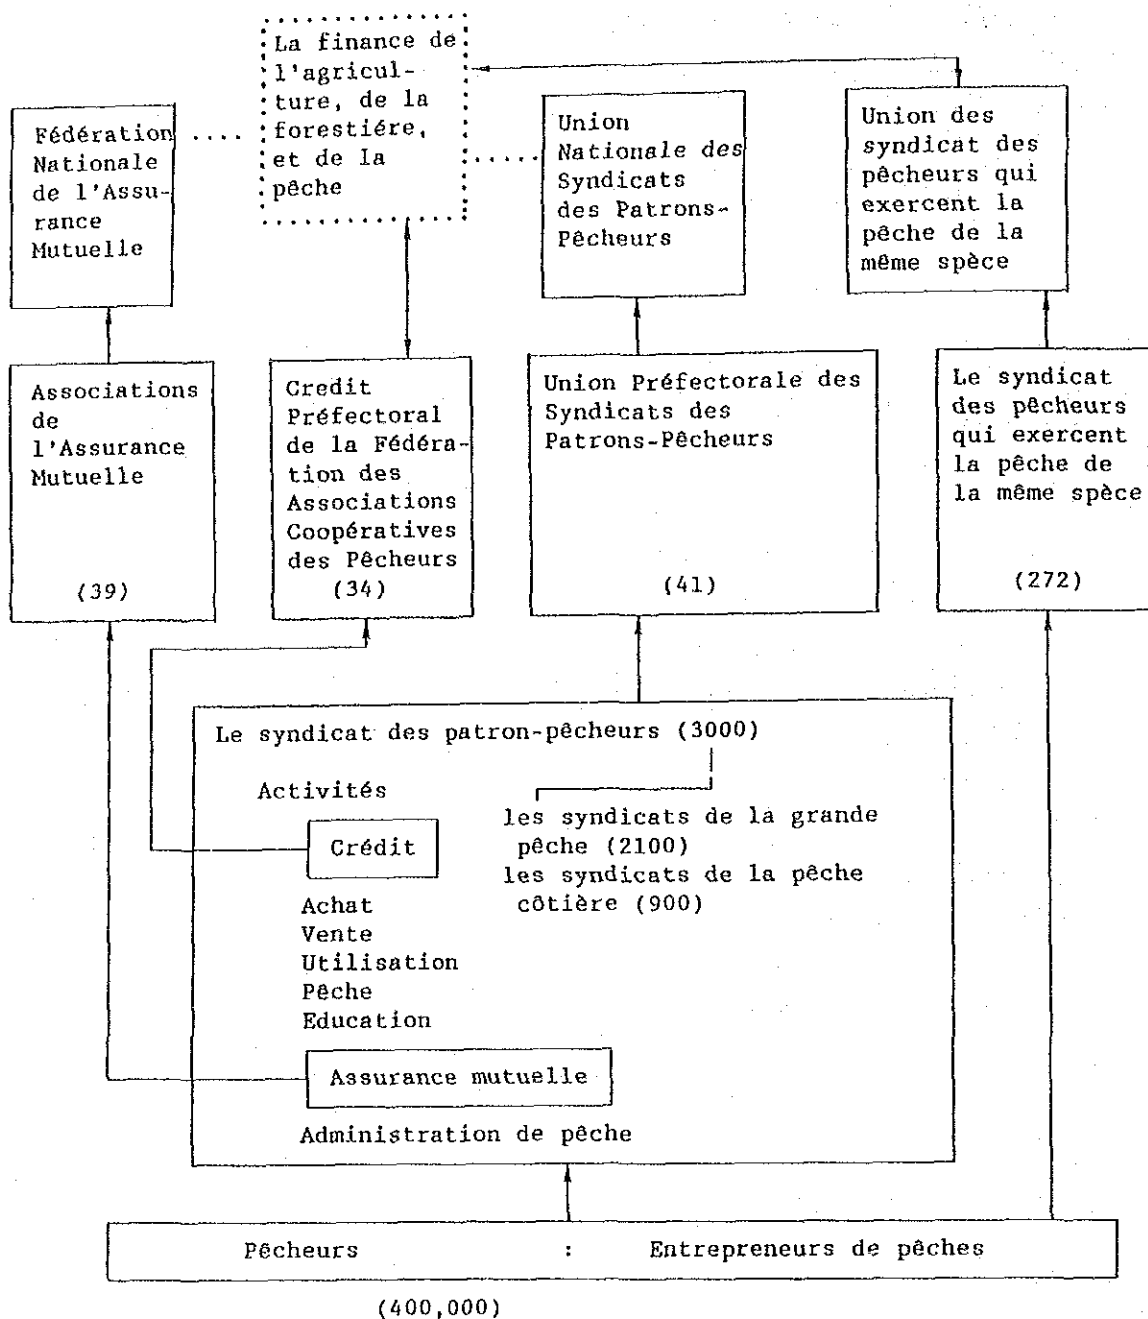 La finance de
l'agricul-
ture, de la
forestiére,
et de la
pêche
Fédération
Nationale
de l'Assu-
rance
Mutuelle
Union
Nationale des
Syndicats
des Patrons-
Pêcheurs
Union des
syndicat des
pêcheurs qui
exercent la
pêche de la
même spèce
Associations
de
l'Assurance
Mutuelle
(39)
Credit
Préfectoral
de la Fédéra-
tion des
Associations
Coopératives
des Pêcheurs
(34)
Union Préfectorale des
Syndicats des
Patrons-Pêcheurs
(41)
Le syndicat
des pêcheurs
qui exercent
la pêche de
la même spèce
(272)
Le syndicat des patron-pêcheurs (3000)
Activités
Crédit
Achat
Vente
Utilisation
Pêche
Education
Assurance mutuelle
Administration de pêche
les syndicats de la grande
pêche (2100)
les syndicats de la pêche
côtière (900)
Pêcheurs : Entrepreneurs de pêches
(400,000)